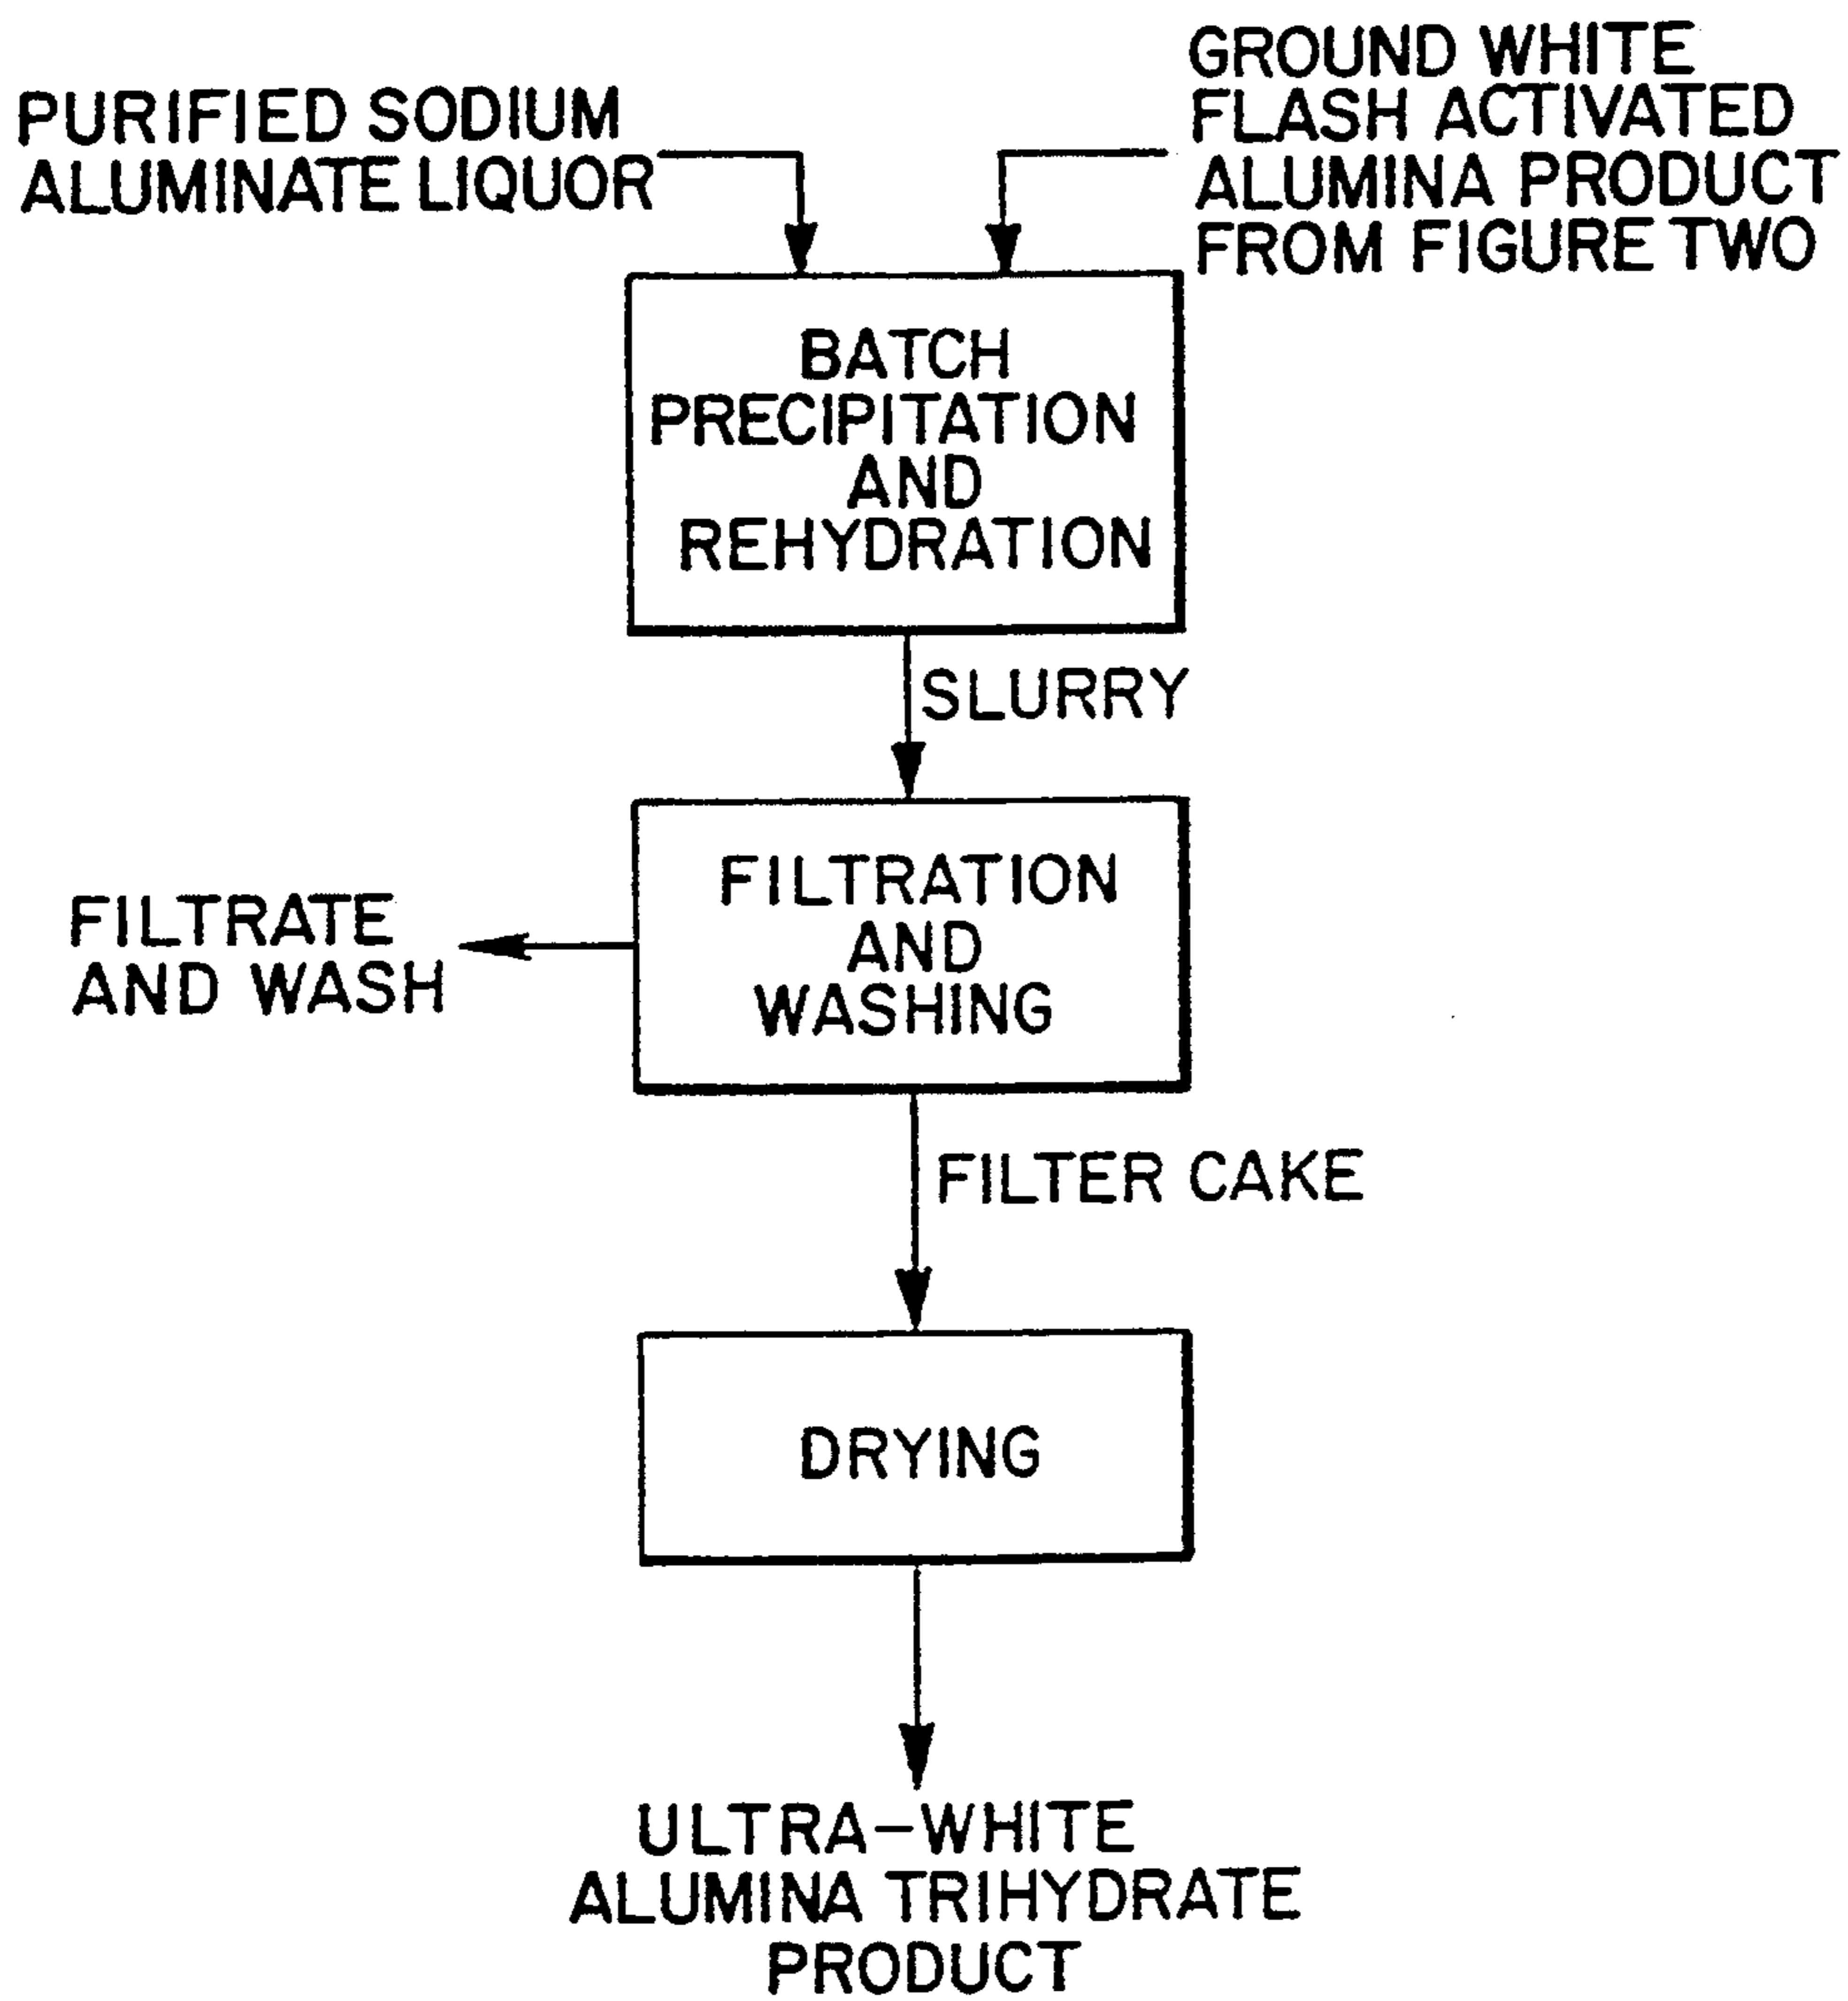 PURIFIED SODIUM
ALUMINATE LIQUOR
GROUND WHITE
FLASH ACTIVATED
ALUMINA PRODUCT
FROM FIGURE TWO
BATCH
PRECIPITATION
AND
REHYDRATION
SLURRY
FILTRATION
AND
WASHING
FILTRATE
AND WASH
FILTER CAKE
DRYING
ULTRA-WHITE
ALUMINA TRIHYDRATE
PRODUCT